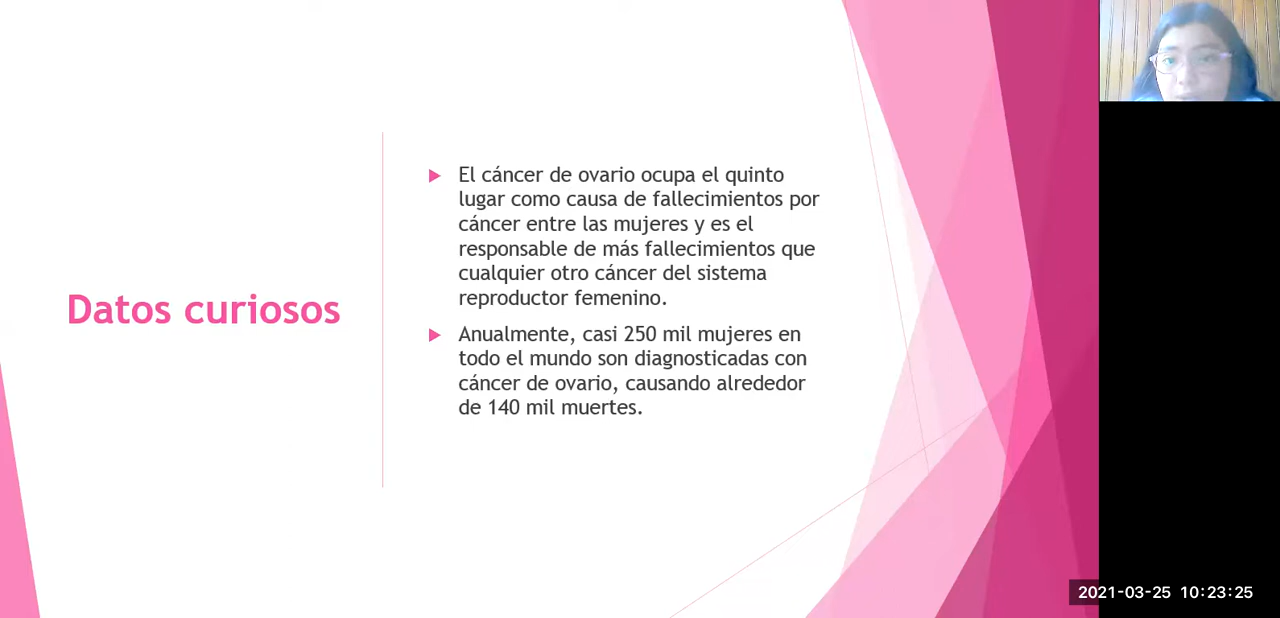 Datos curiosos
El cáncer de ovario ocupa el quinto
lugar como causa de fallecimientos por
cáncer entre las mujeres y es el
responsable de más fallecimientos que
cualquier otro cáncer del sistema
reproductor femenino.
Anualmente, casi 250 mil mujeres en
todo el mundo son diagnosticadas con
cáncer de ovario, causando alrededor
de 140 mil muertes.
2021-03-25 10:23:25